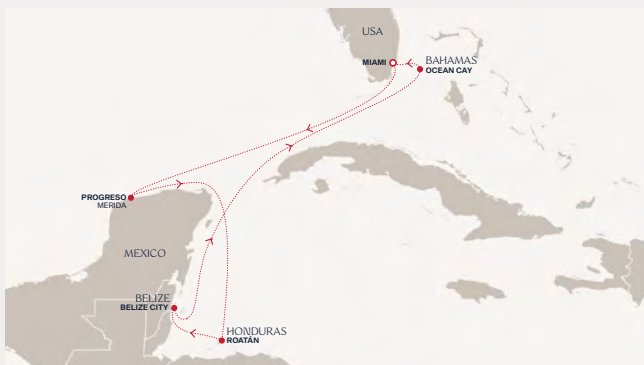 USA
MIAMI
BAHAMAS
OCEAN CAY
PROGRESO
MERIDA
MEXICO
BELIZE
BELIZE CITY
HONDURAS
ROATÁN